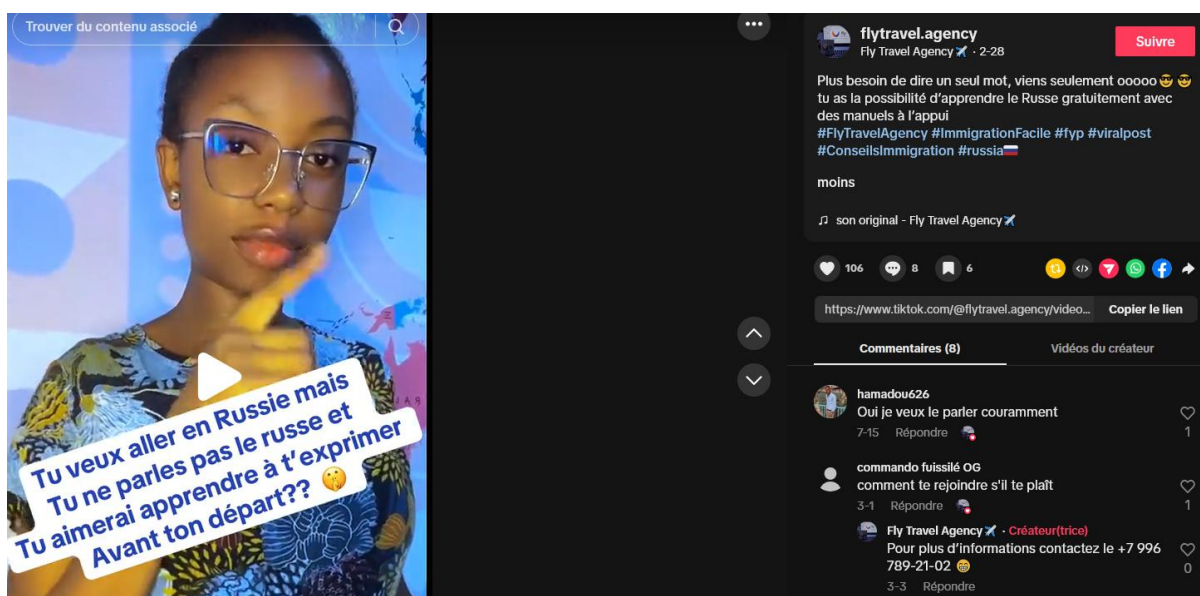 Trouver du contenu associé
Tu veux aller en Russie mais
Tu ne parles pas le russe et
Tu aimerai apprendre à t'exprimer
Avant ton départ?? 🤫
flytravel.agency
Fly Travel Agency✈️ · 2-28
Suivre
Plus besoin de dire un seul mot, viens seulement ooooo😎 😎
tu as la possibilité d'apprendre le Russe gratuitement avec
des manuels à l'appui
#FlyTravelAgency #ImmigrationFacile #fyp #viralpost
#ConseilsImmigration #russia🇷🇺
moins
♫ son original - Fly Travel Agency✈️
106 8 6
https://www.tiktok.com/@flytravel.agency/video... Copier le lien
Commentaires (8) Vidéos du créateur
hamadou626
Oui je veux le parler couramment
7-15 Répondre 1
commando fuissilé OG
comment te rejoindre s'il te plaît
3-1 Répondre 1
Fly Travel Agency✈️ · Créateur(trice)
Pour plus d'informations contactez le +7 996
789-21-02 😁 0
3-3 Répondre